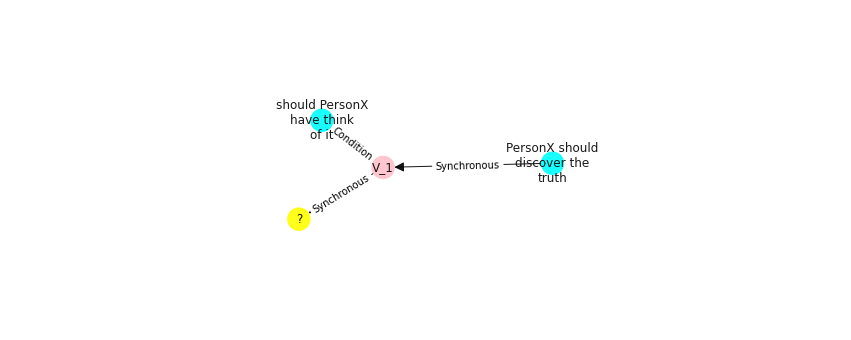 should PersonX
have think
of it
Condition
PersonX should
discover the
truth
Synchronous
V_1
Synchronous
?